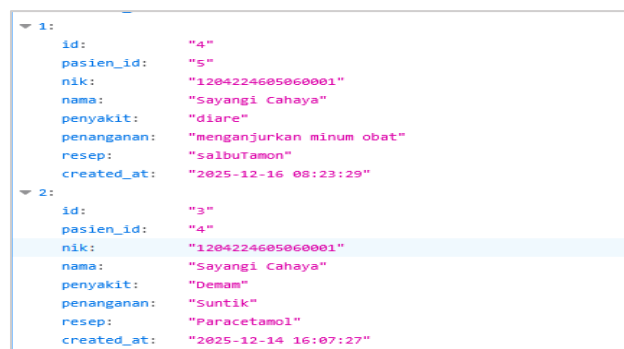 1:
id: "4"
pasien_id: "5"
nik: "1204224605060001"
nama: "Sayangi Cahaya"
penyakit: "diare"
penanganan: "menganjurkan minum obat"
resep: "salbuTamon"
created_at: "2025-12-16 08:23:29"
2:
id: "3"
pasien_id: "4"
nik: "1204224605060001"
nama: "Sayangi Cahaya"
penyakit: "Demam"
penanganan: "Suntik"
resep: "Paracetamol"
created_at: "2025-12-14 16:07:27"